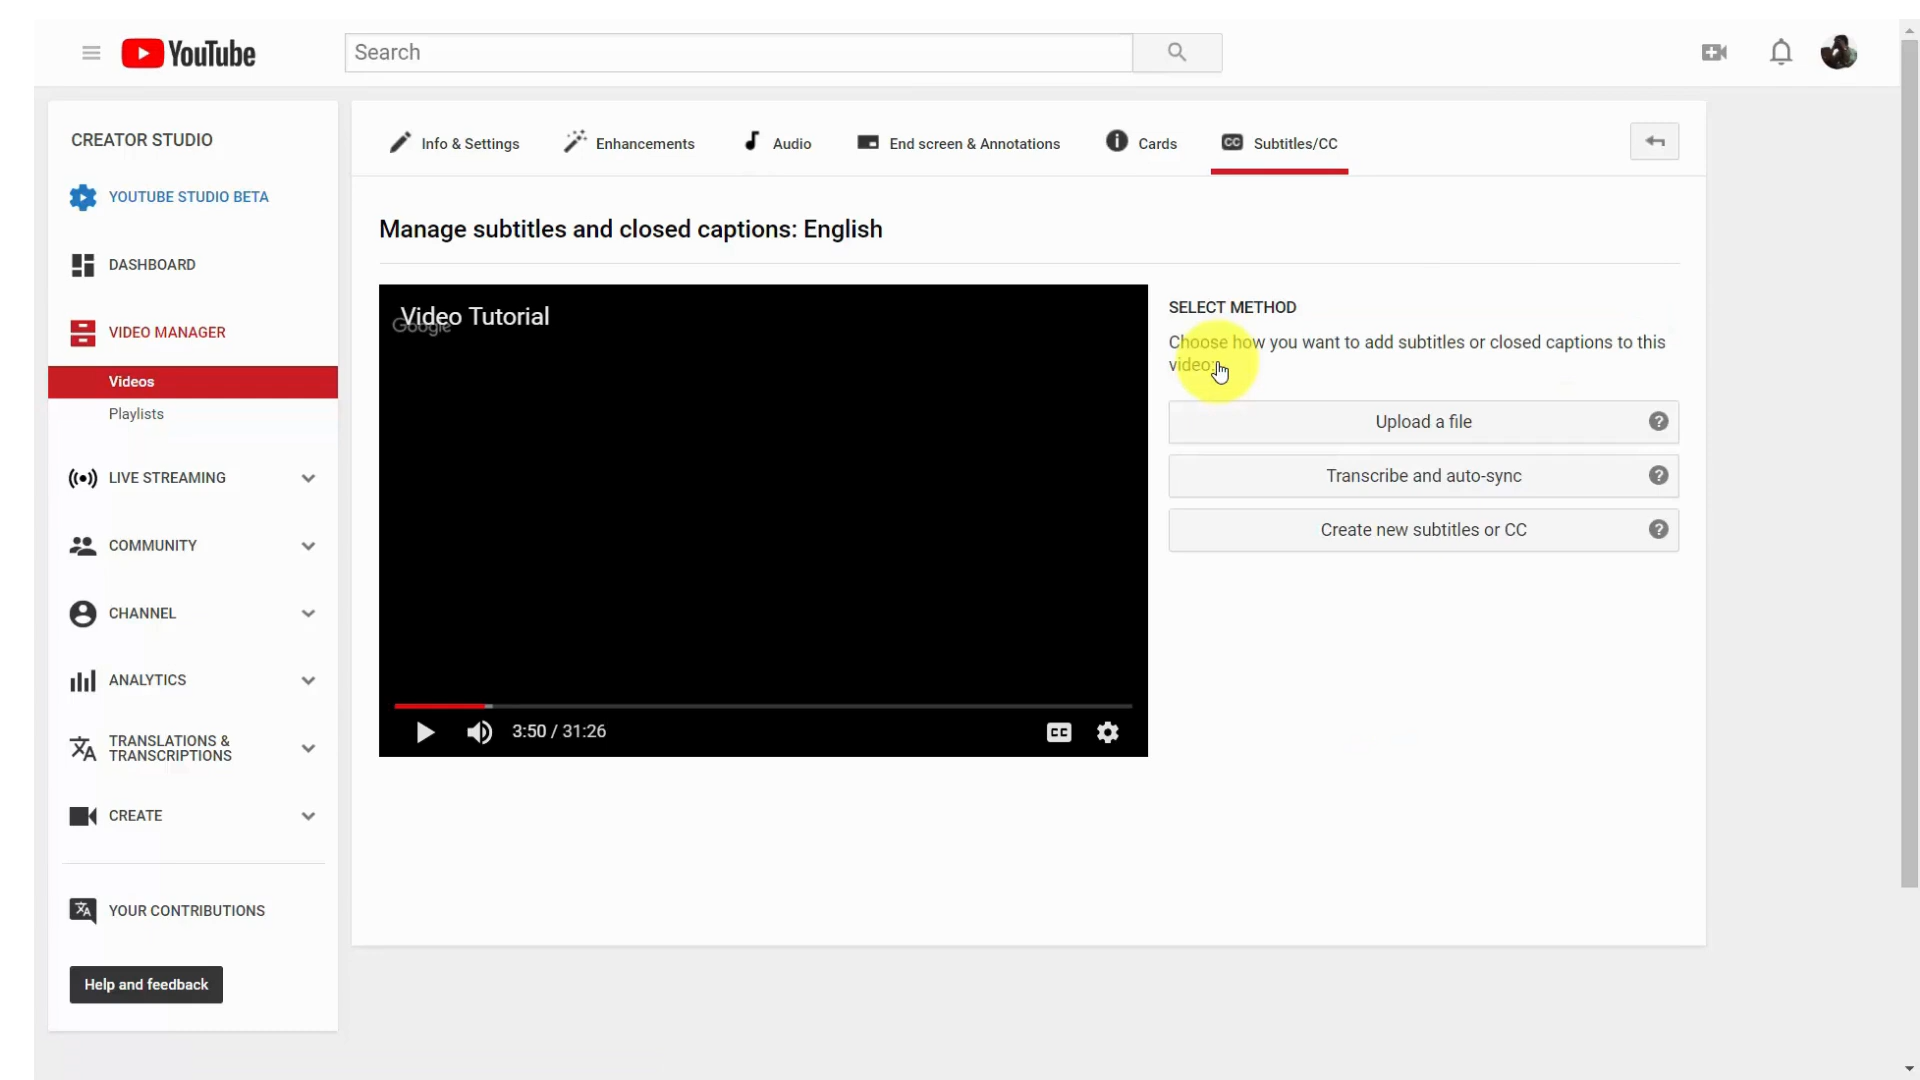 YouTube
Search
CREATOR STUDIO
YOUTUBE STUDIO BETA
DASHBOARD
VIDEO MANAGER
Videos
Playlists
LIVE STREAMING
COMMUNITY
CHANNEL
ANALYTICS
TRANSLATIONS &
TRANSCRIPTIONS
CREATE
YOUR CONTRIBUTIONS
Help and feedback
Info & Settings
Enhancements
Audio
End screen & Annotations
Cards
CC Subtitles/CC
Manage subtitles and closed captions: English
Video Tutorial
Google
3:50 / 31:26
CC
SELECT METHOD
Choose how you want to add subtitles or closed captions to this
video:
Upload a file ?
Transcribe and auto-sync ?
Create new subtitles or CC ?